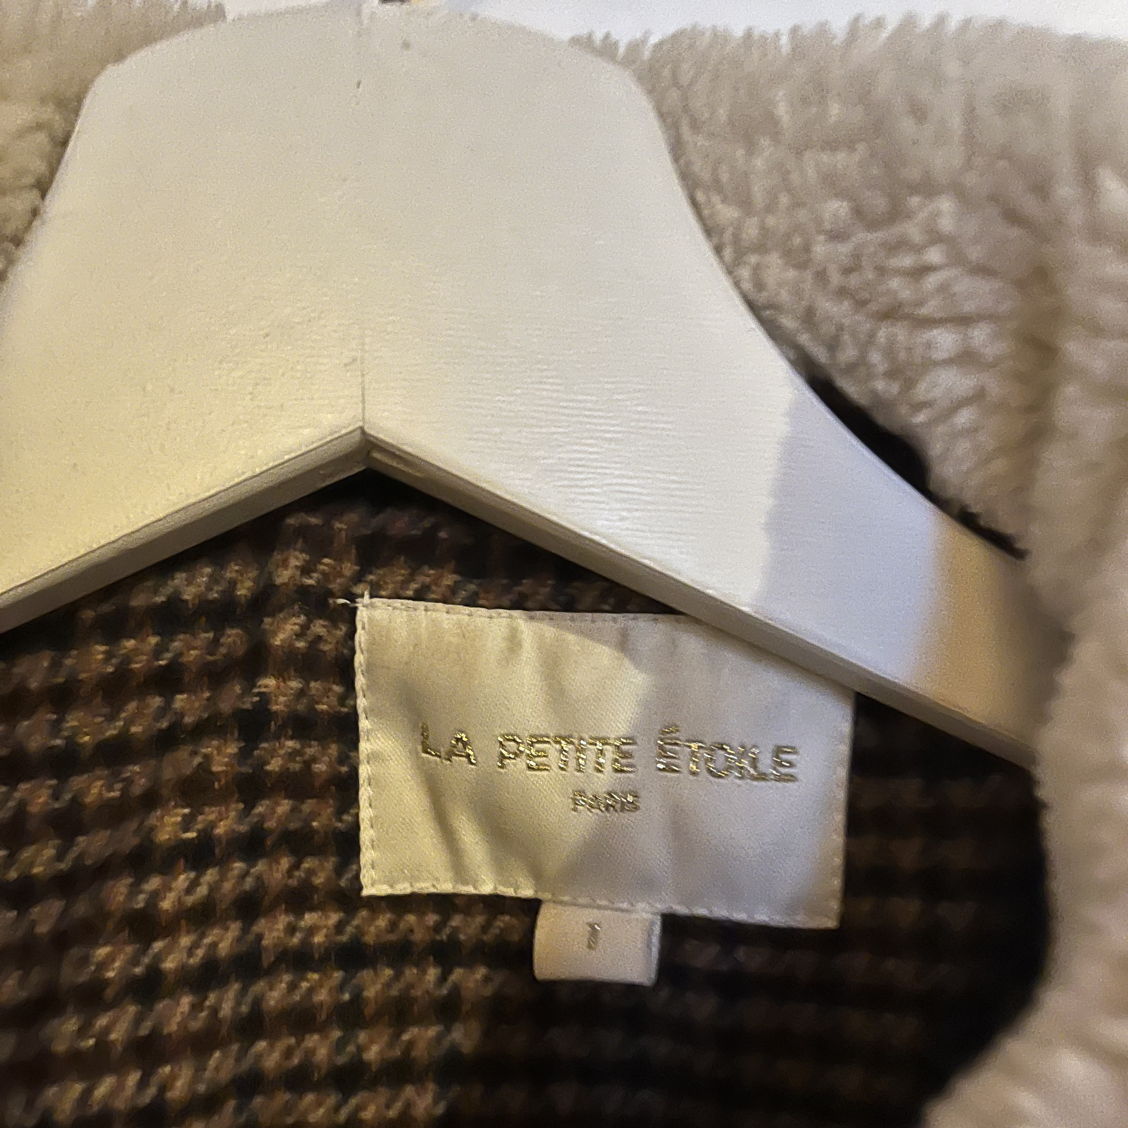 LA PETITE ÉTOILE
PARIS
1